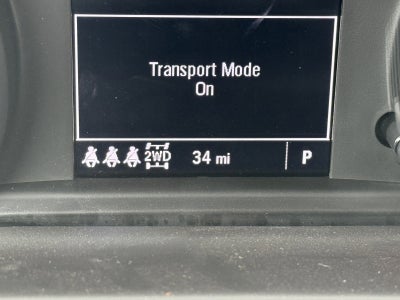 Transport Mode
On
2WD 34 mi P